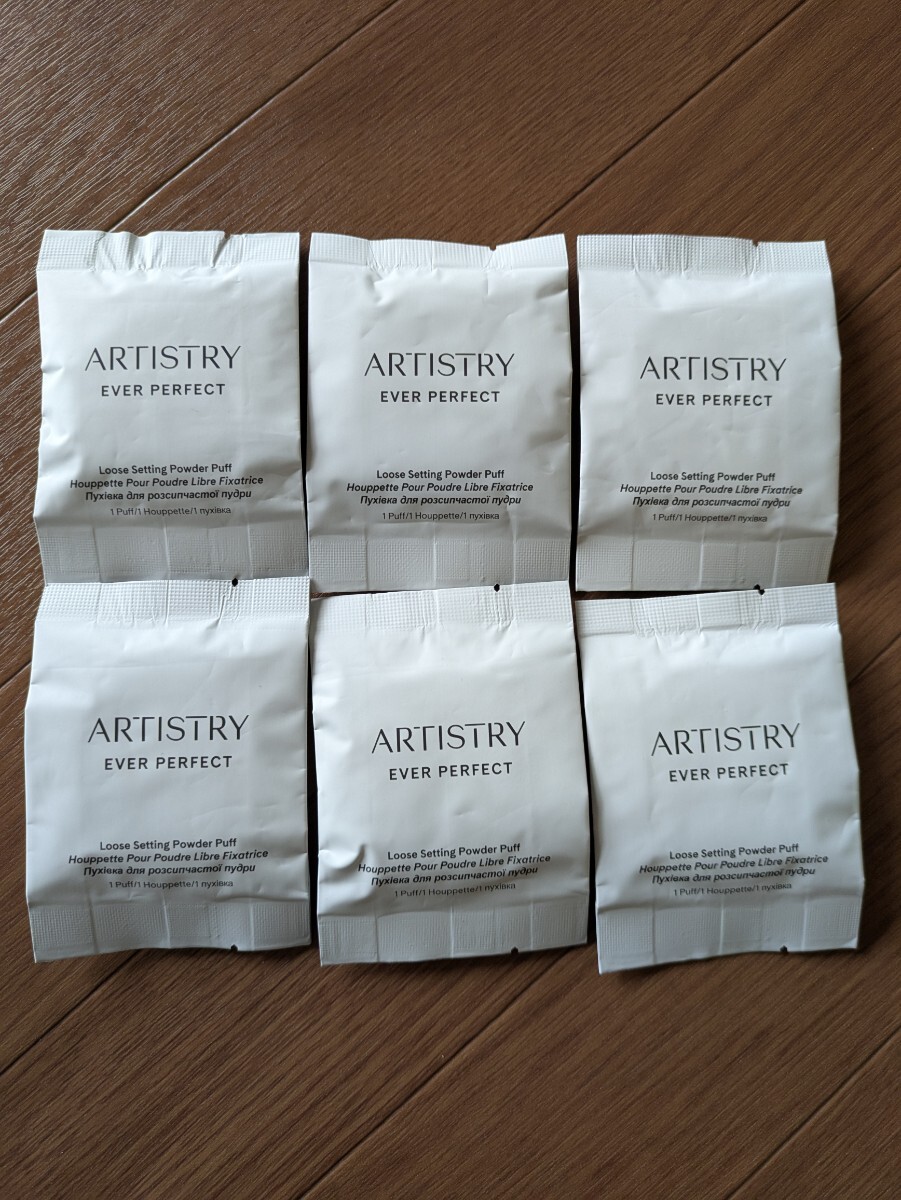 ARTISTRY
EVER PERFECT
Loose Setting Powder Puff
Houppette Pour Poudre Libre Fixatrice
Пухівка для розсипчастої пудри
1 Puff/1 Houppette/1 пухівка
ARTISTRY
EVER PERFECT
Loose Setting Powder Puff
Houppette Pour Poudre Libre Fixatrice
Пухівка для розсипчастої пудри
1 Puff/1 Houppette/1 пухівка
ARTISTRY
EVER PERFECT
Loose Setting Powder Puff
Houppette Pour Poudre Libre Fixatrice
Пухівка для розсипчастої пудри
1 Puff/1 Houppette/1 пухівка
ARTISTRY
EVER PERFECT
Loose Setting Powder Puff
Houppette Pour Poudre Libre Fixatrice
Пухівка для розсипчастої пудри
1 Puff/1 Houppette/1 пухівка
ARTISTRY
EVER PERFECT
Loose Setting Powder Puff
Houppette Pour Poudre Libre Fixatrice
Пухівка для розсипчастої пудри
1 Puff/1 Houppette/1 пухівка
ARTISTRY
EVER PERFECT
Loose Setting Powder Puff
Houppette Pour Poudre Libre Fixatrice
Пухівка для розсипчастої пудри
1 Puff/1 Houppette/1 пухівка